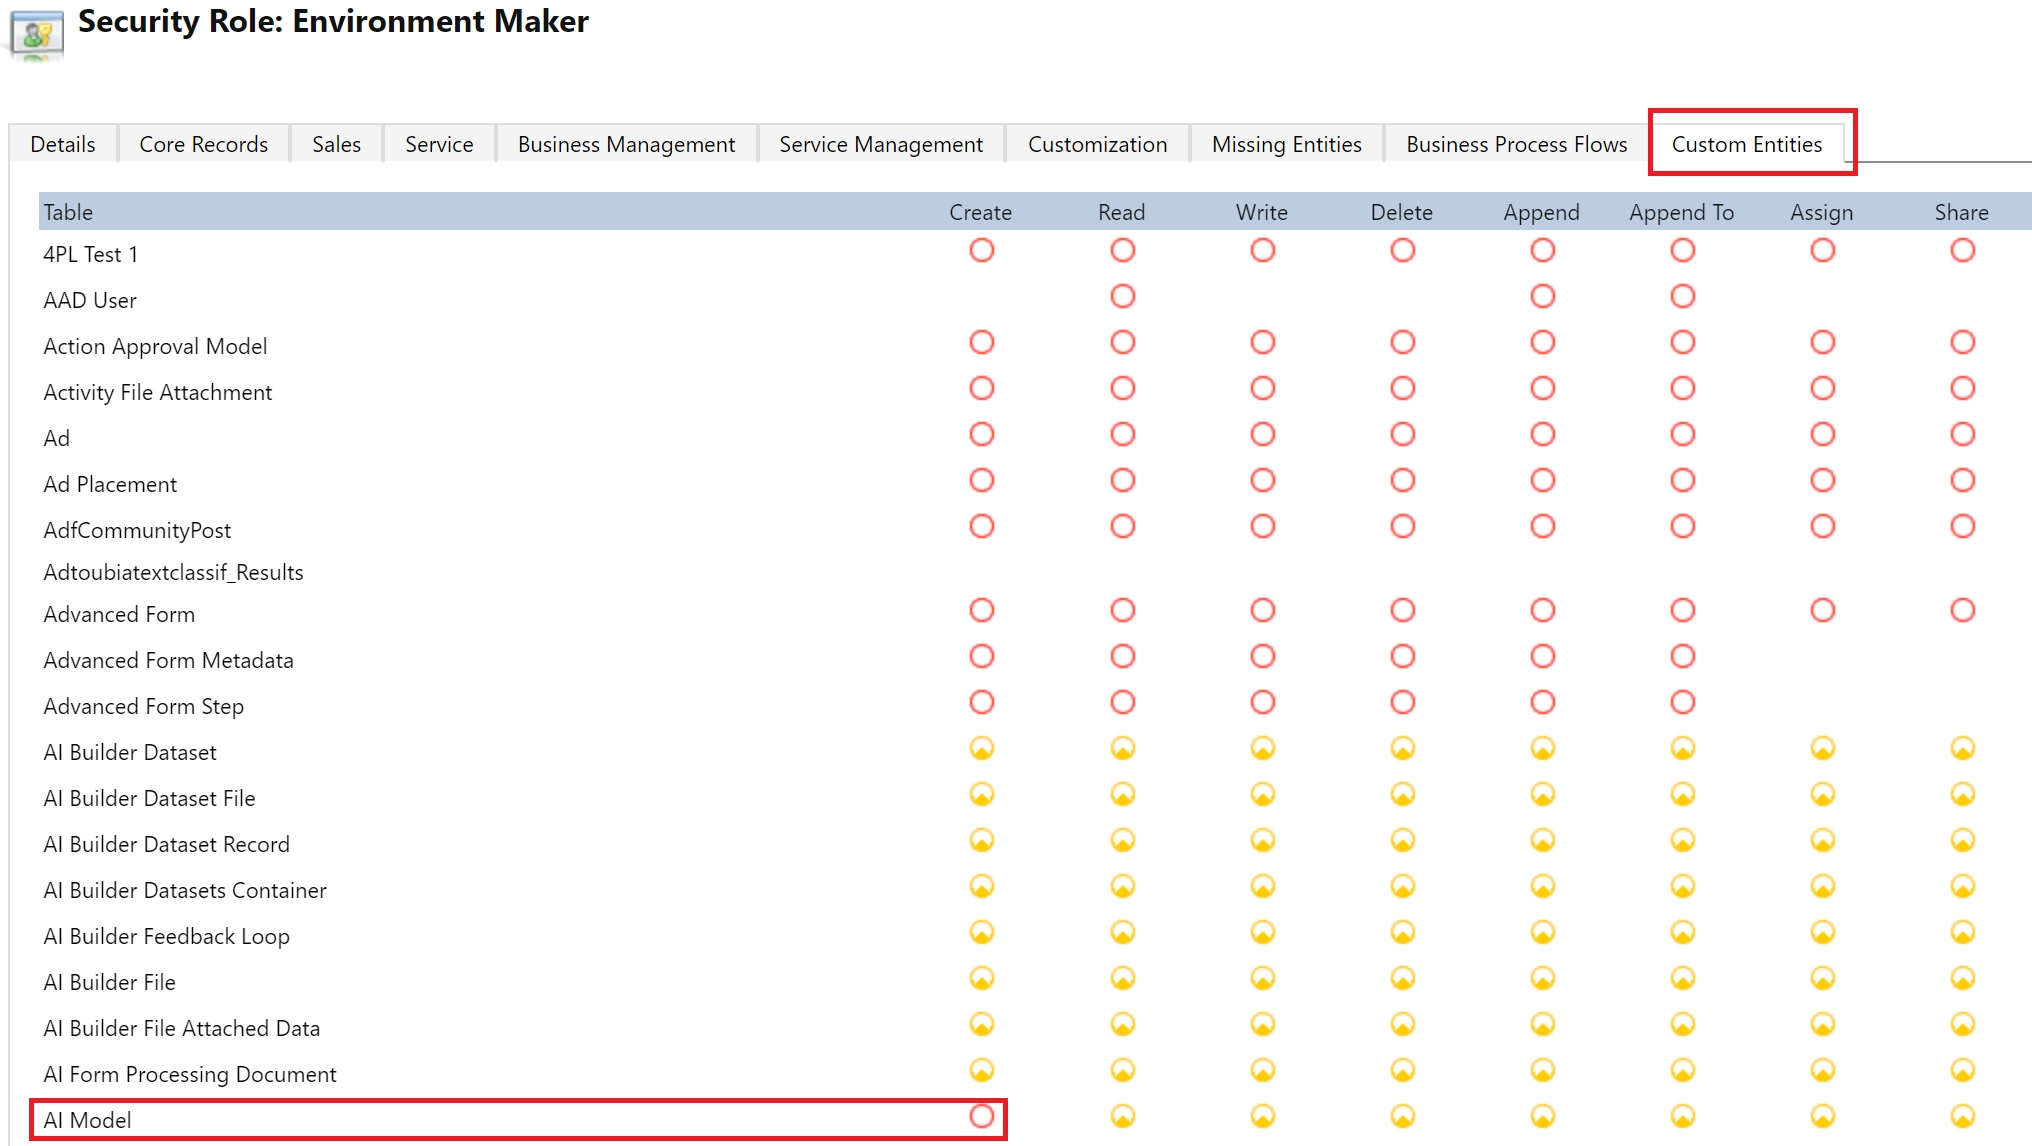 Security Role: Environment Maker
Details Core Records Sales Service Business Management Service Management Customization Missing Entities Business Process Flows Custom Entities
Table Create Read Write Delete Append Append To Assign Share
4PL Test 1
AAD User
Action Approval Model
Activity File Attachment
Ad
Ad Placement
AdfCommunityPost
Adtoubiatextclassif_Results
Advanced Form
Advanced Form Metadata
Advanced Form Step
AI Builder Dataset
AI Builder Dataset File
AI Builder Dataset Record
AI Builder Datasets Container
AI Builder Feedback Loop
AI Builder File
AI Builder File Attached Data
AI Form Processing Document
AI Model